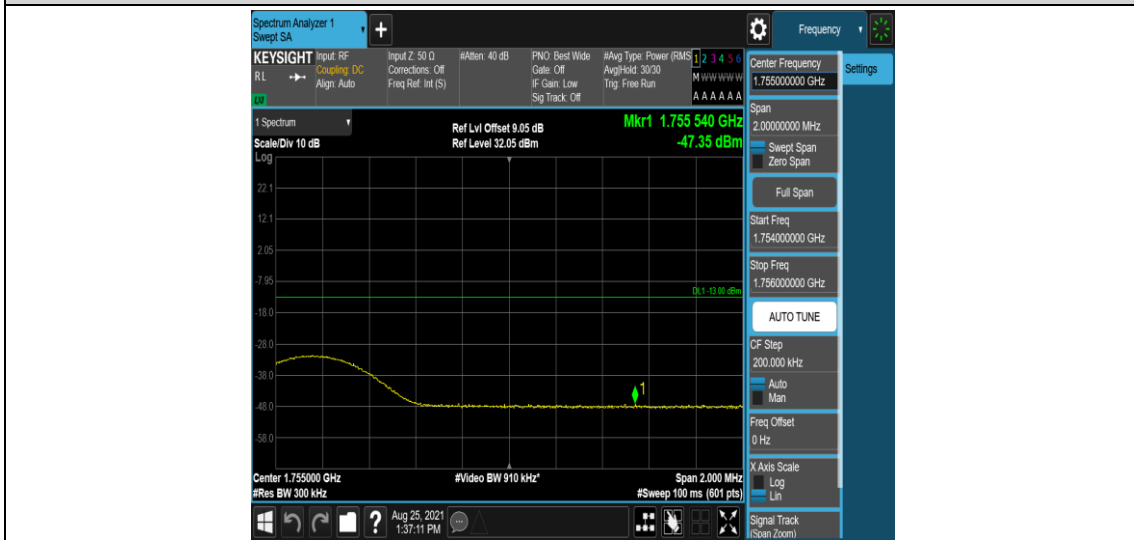 Spectrum Analyzer 1
Swept SA
+
Frequency
KEYSIGHT
Input: RF
Coupling: DC
Align: Auto
RL
LXI
Input Z: 50 Ω
Corrections: Off
Freq Ref: Int (S)
#Atten: 40 dB
PNO: Best Wide
Gate: Off
IF Gain: Low
Sig Track: Off
#Avg Type: Power (RMS
Avg|Hold: 30/30
Trig: Free Run
1 2 3 4 5 6
M W W W W W
A A A A A A
Center Frequency
1.755000000 GHz
Settings
1 Spectrum
Scale/Div 10 dB
Log
Ref Lvl Offset 9.05 dB
Ref Level 32.05 dBm
Mkr1 1.755 540 GHz
-47.35 dBm
22.1
12.1
2.05
-7.95
-18.0
-28.0
-38.0
-48.0
-58.0
DL1 -13.00 dBm
1
Span
2.00000000 MHz
Swept Span
Zero Span
Full Span
Start Freq
1.754000000 GHz
Stop Freq
1.756000000 GHz
AUTO TUNE
CF Step
200.000 kHz
Auto
Man
Freq Offset
0 Hz
X Axis Scale
Log
Lin
Signal Track
(Span Zoom)
Center 1.755000 GHz
#Res BW 300 kHz
#Video BW 910 kHz*
Span 2.000 MHz
#Sweep 100 ms (601 pts)
?
Aug 25, 2021
1:37:11 PM